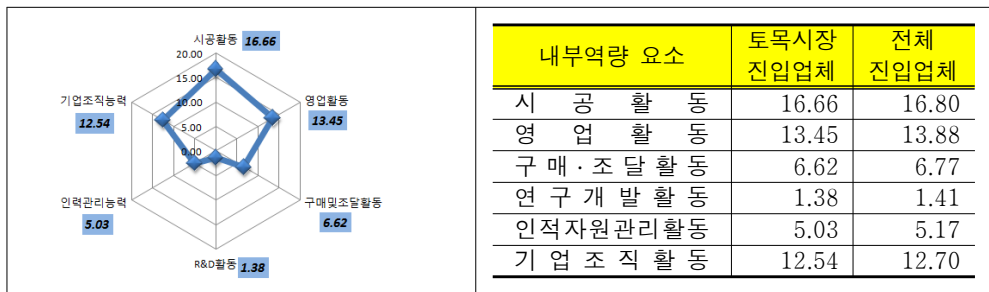 시공활동 16.66
20.00
15.00
10.00
5.00
0.00
영업활동
13.45
구매및조달활동
6.62
R&D활동 1.38
인력관리능력
5.03
기업조직능력
12.54
내부역량 요소 토목시장 진입업체 전체 진입업체
시 공 활 동 16.66 16.80
영 업 활 동 13.45 13.88
구 매 · 조 달 활 동 6.62 6.77
연 구 개 발 활 동 1.38 1.41
인적자원관리활동 5.03 5.17
기 업 조 직 활 동 12.54 12.70